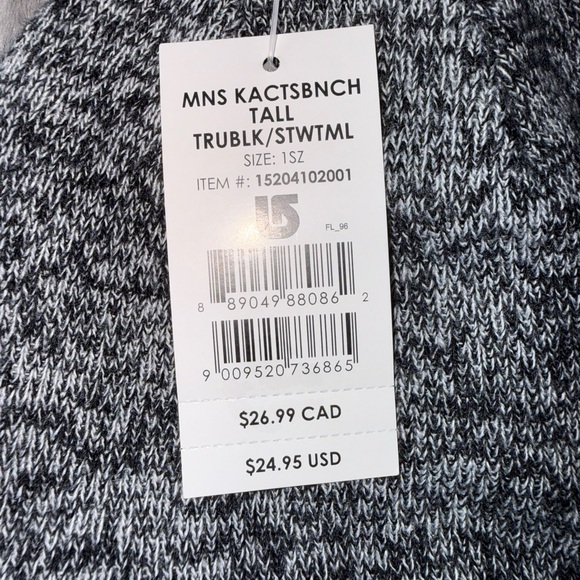 MNS KACTSBNCH
TALL
TRUBLK/STWTML
SIZE: 1SZ
ITEM #: 15204102001
FL_96
8 89049 88086 2
9 009520 736865
$26.99 CAD
$24.95 USD